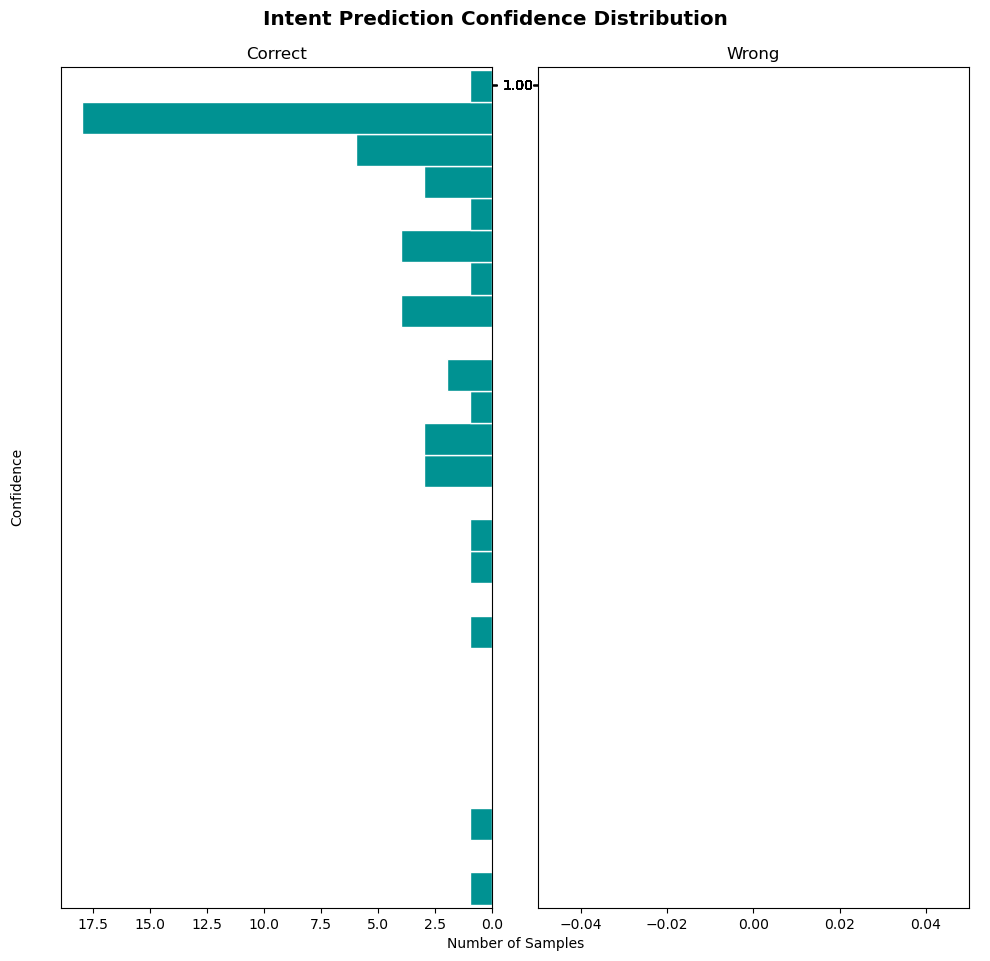 Intent Prediction Confidence Distribution
Correct
Wrong
1.00
Confidence
17.5 15.0 12.5 10.0 7.5 5.0 2.5 0.0
−0.04 −0.02 0.00 0.02 0.04
Number of Samples